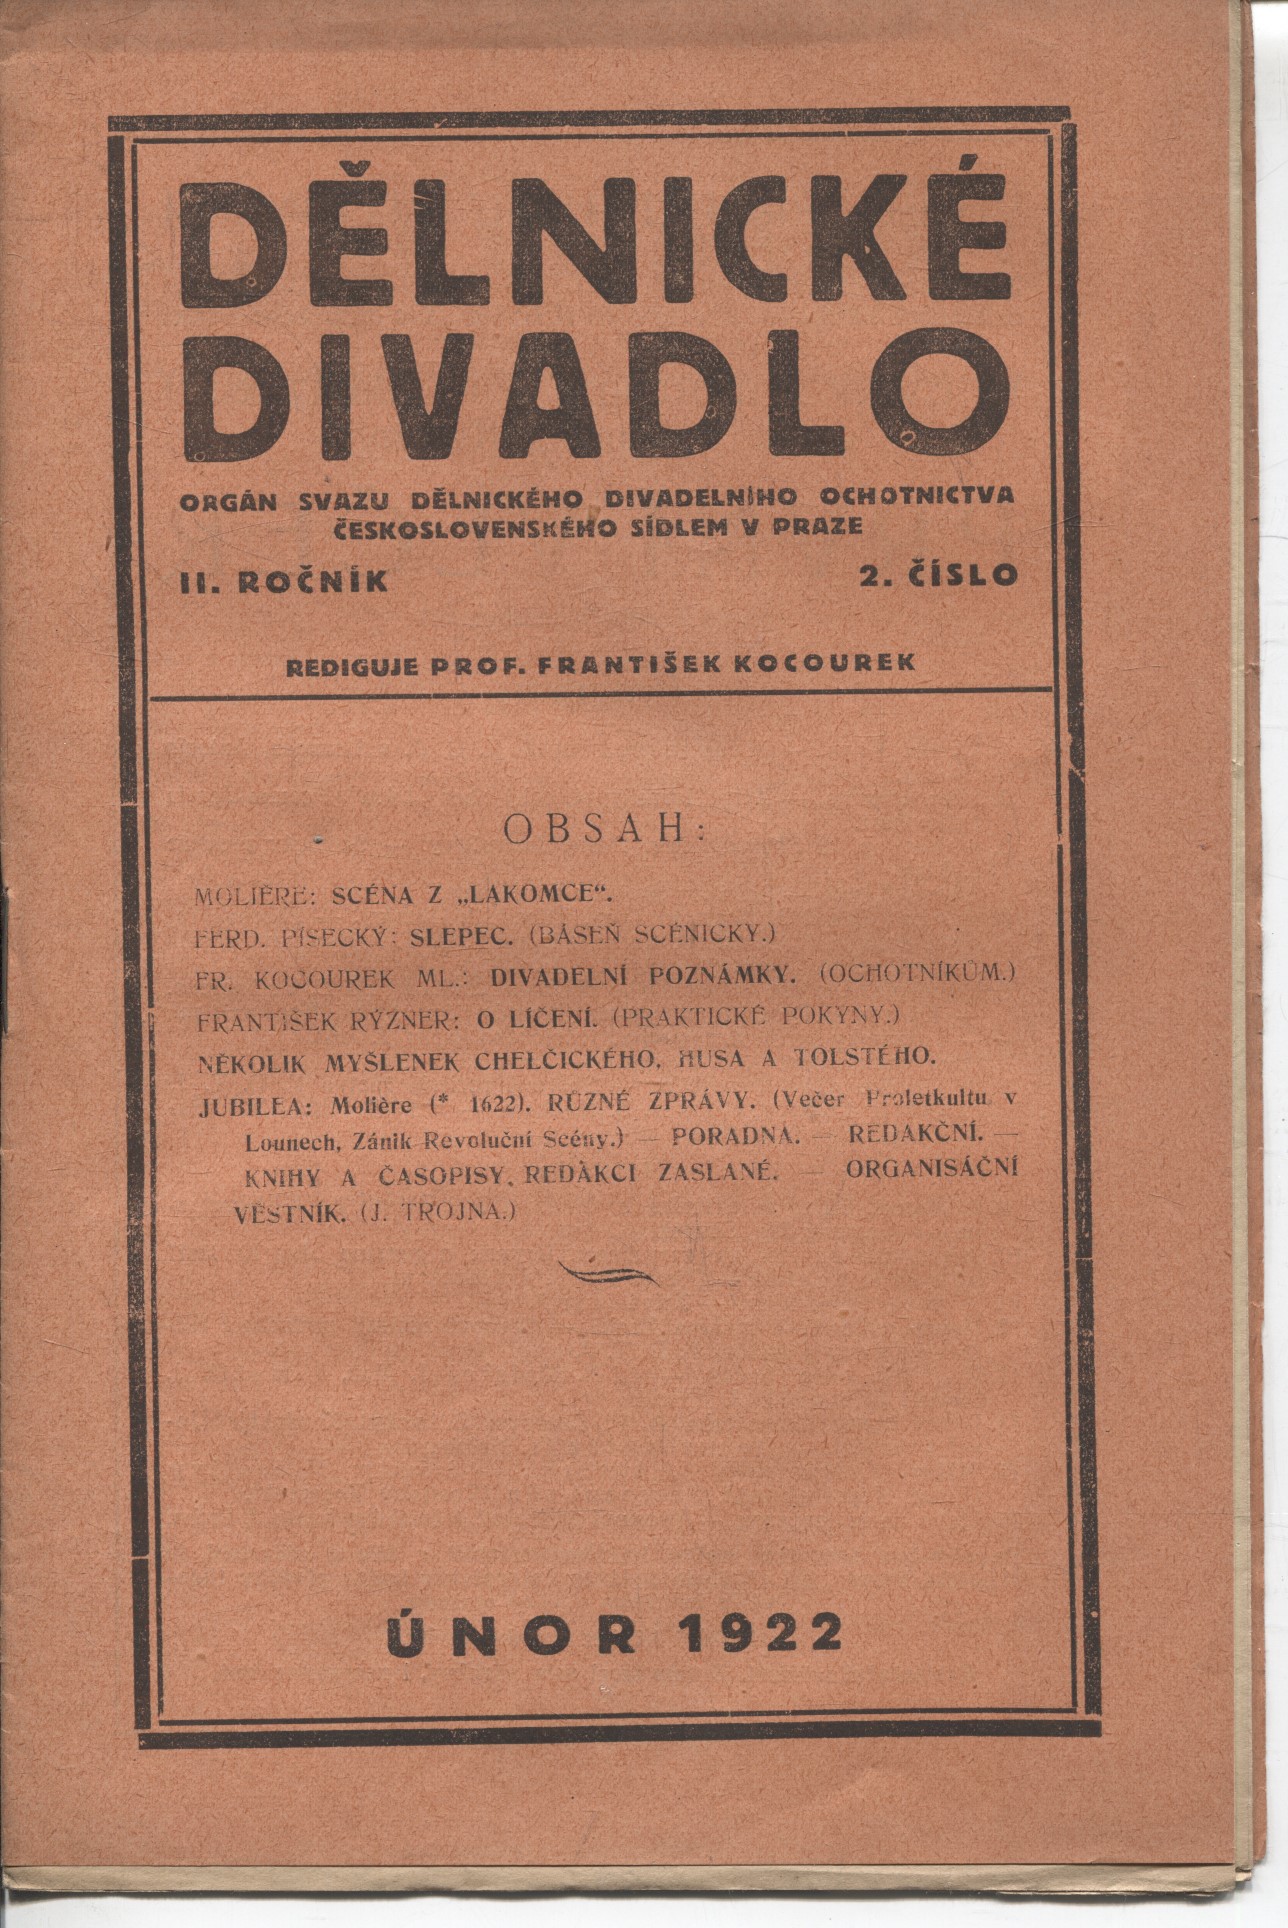 DĚLNICKÉ
DIVADLO
ORGÁN SVAZU DĚLNICKÉHO DIVADELNÍHO OCHOTNICTVA
ČESKOSLOVENSKÉHO SÍDLEM V PRAZE
II. ROČNÍK 2. ČÍSLO
REDIGUJE PROF. FRANTIŠEK KOCOUREK
OBSAH:
MOLIÈRE: SCÉNA Z „LAKOMCE“.
FERD. PÍSECKÝ: SLEPEC. (BÁSEŇ SCÉNICKÝ.)
FR. KOCOUREK ML.: DIVADELNÍ POZNÁMKY. (OCHOTNÍKŮM.)
FRANTIŠEK RÝZNER: O LÍČENÍ. (PRAKTICKÉ POKYNY.)
NĚKOLIK MYŠLENEK CHELČICKÉHO, HUSA A TOLSTÉHO.
JUBILEA: Molière (* 1622). RŮZNÉ ZPRÁVY. (Večer Proletkultu v
Lounech, Zánik Revoluční Scény.) — PORADNA. — REDAKČNÍ. —
KNIHY A ČASOPISY, REDAKCI ZASLANÉ. — ORGANISAČNÍ
VĚSTNÍK. (J. TROJNA.)
ÚNOR 1922